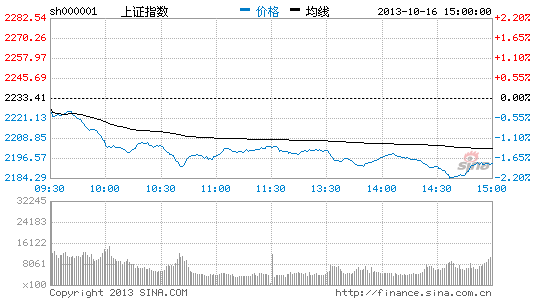 sh000001 上证指数 价格 均线 2013-10-16 15:00:00
2282.54 +2.20%
2270.26 +1.65%
2257.97 +1.10%
2245.69 +0.55%
2233.41 0.00%
2221.13 -0.55%
2208.85 -1.10%
2196.57 -1.65%
2184.29 -2.20%
sina
09:30 10:00 10:30 11:00 11:30 13:30 14:00 14:30 15:00
32245
24183
16122
8061
x100
Copyright 2013 SINA.COM http://finance.sina.com.cn